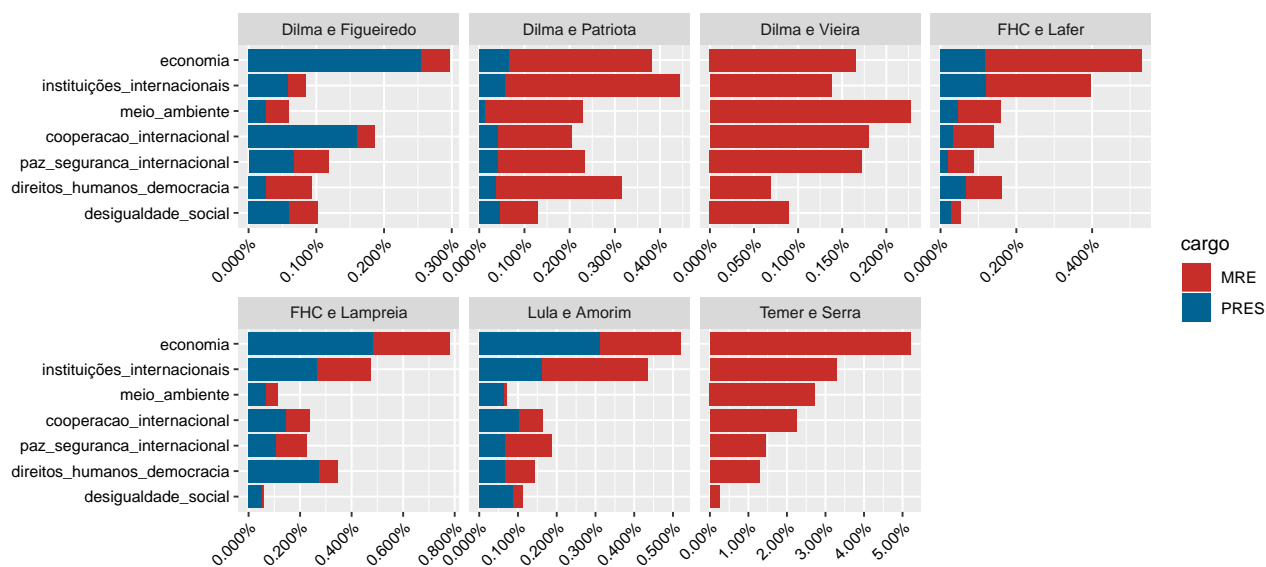 Dilma e Figueiredo
Dilma e Patriota
Dilma e Vieira
FHC e Lafer
economia
instituições_internacionais
meio_ambiente
cooperacao_internacional
paz_seguranca_internacional
direitos_humanos_democracia
desigualdade_social
0.000%
0.100%
0.200%
0.300%
0.000%
0.100%
0.200%
0.300%
0.400%
0.000%
0.050%
0.100%
0.150%
0.200%
0.000%
0.200%
0.400%
cargo
MRE
PRES
FHC e Lampreia
Lula e Amorim
Temer e Serra
economia
instituições_internacionais
meio_ambiente
cooperacao_internacional
paz_seguranca_internacional
direitos_humanos_democracia
desigualdade_social
0.000%
0.200%
0.400%
0.600%
0.800%
0.000%
0.100%
0.200%
0.300%
0.400%
0.500%
0.00%
1.00%
2.00%
3.00%
4.00%
5.00%